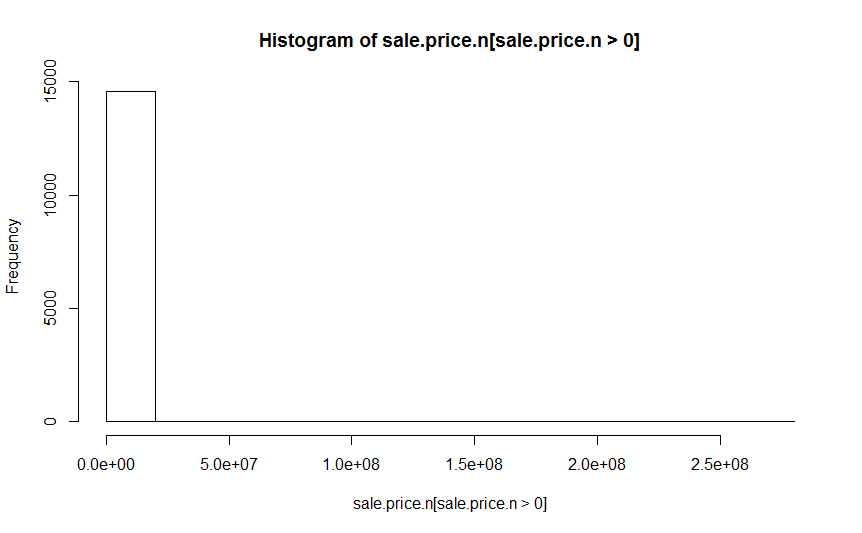 Histogram of sale.price.n[sale.price.n > 0]
Frequency
15000
10000
5000
0
0.0e+00 5.0e+07 1.0e+08 1.5e+08 2.0e+08 2.5e+08
sale.price.n[sale.price.n > 0]